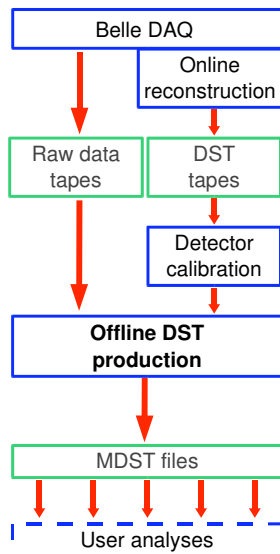 Belle DAQ
Online
reconstruction
Raw data
tapes
DST
tapes
Detector
calibration
Offline DST
production
MDST files
User analyses